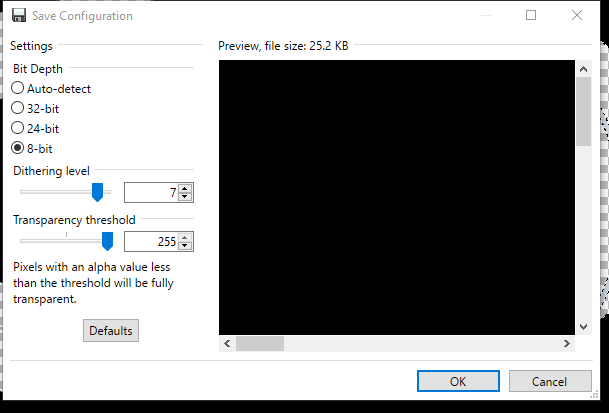 Save Configuration
Settings
Preview, file size: 25.2 KB
Bit Depth
Auto-detect
32-bit
24-bit
8-bit
Dithering level
7
Transparency threshold
255
Pixels with an alpha value less
than the threshold will be fully
transparent.
Defaults
OK
Cancel